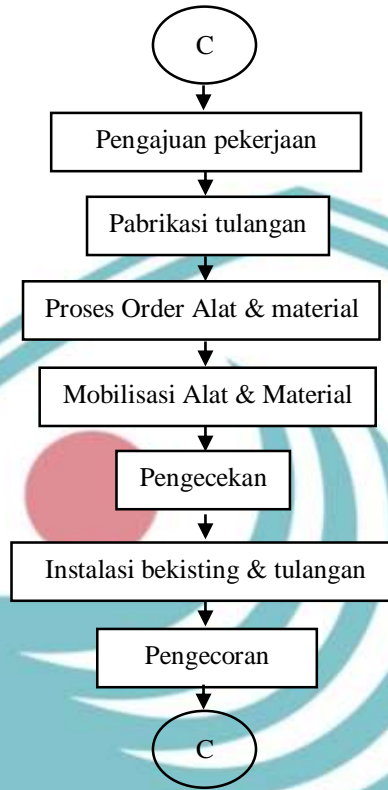 C
Pengajuan pekerjaan
Pabrikasi tulangan
Proses Order Alat & material
Mobilisasi Alat & Material
Pengecekan
Instalasi bekisting & tulangan
Pengecoran
C